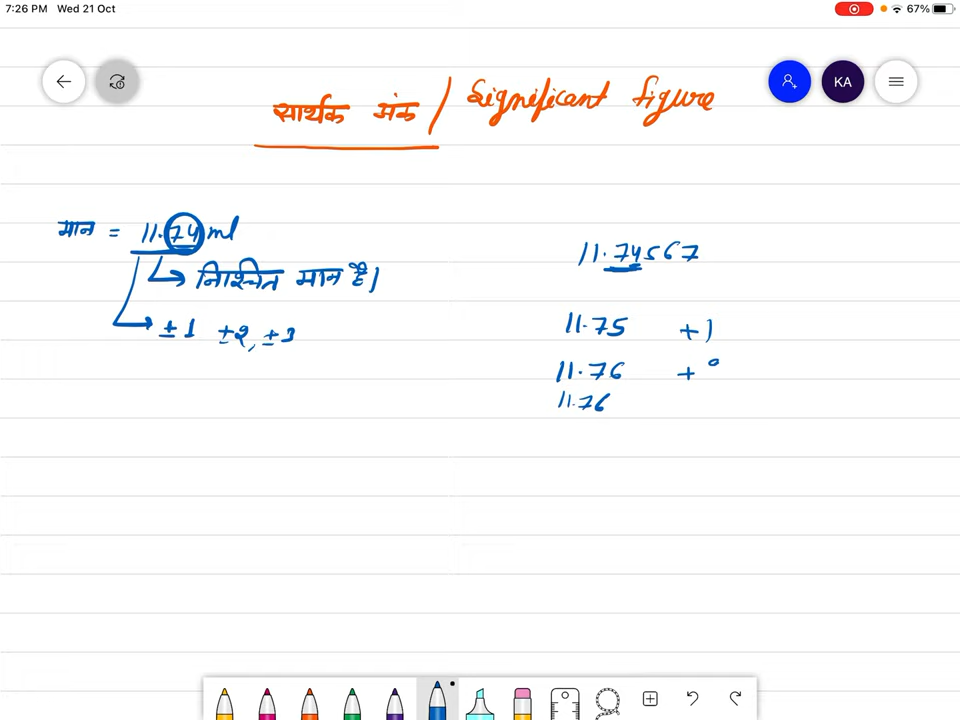 7:26 PM Wed 21 Oct 67%
KA
सार्थक अंक / Significant figure
मान = 11.74 ml
निश्चित मान है।
±1 ±2, ±3
11.74567
11.75 +1
11.76 +
11.76